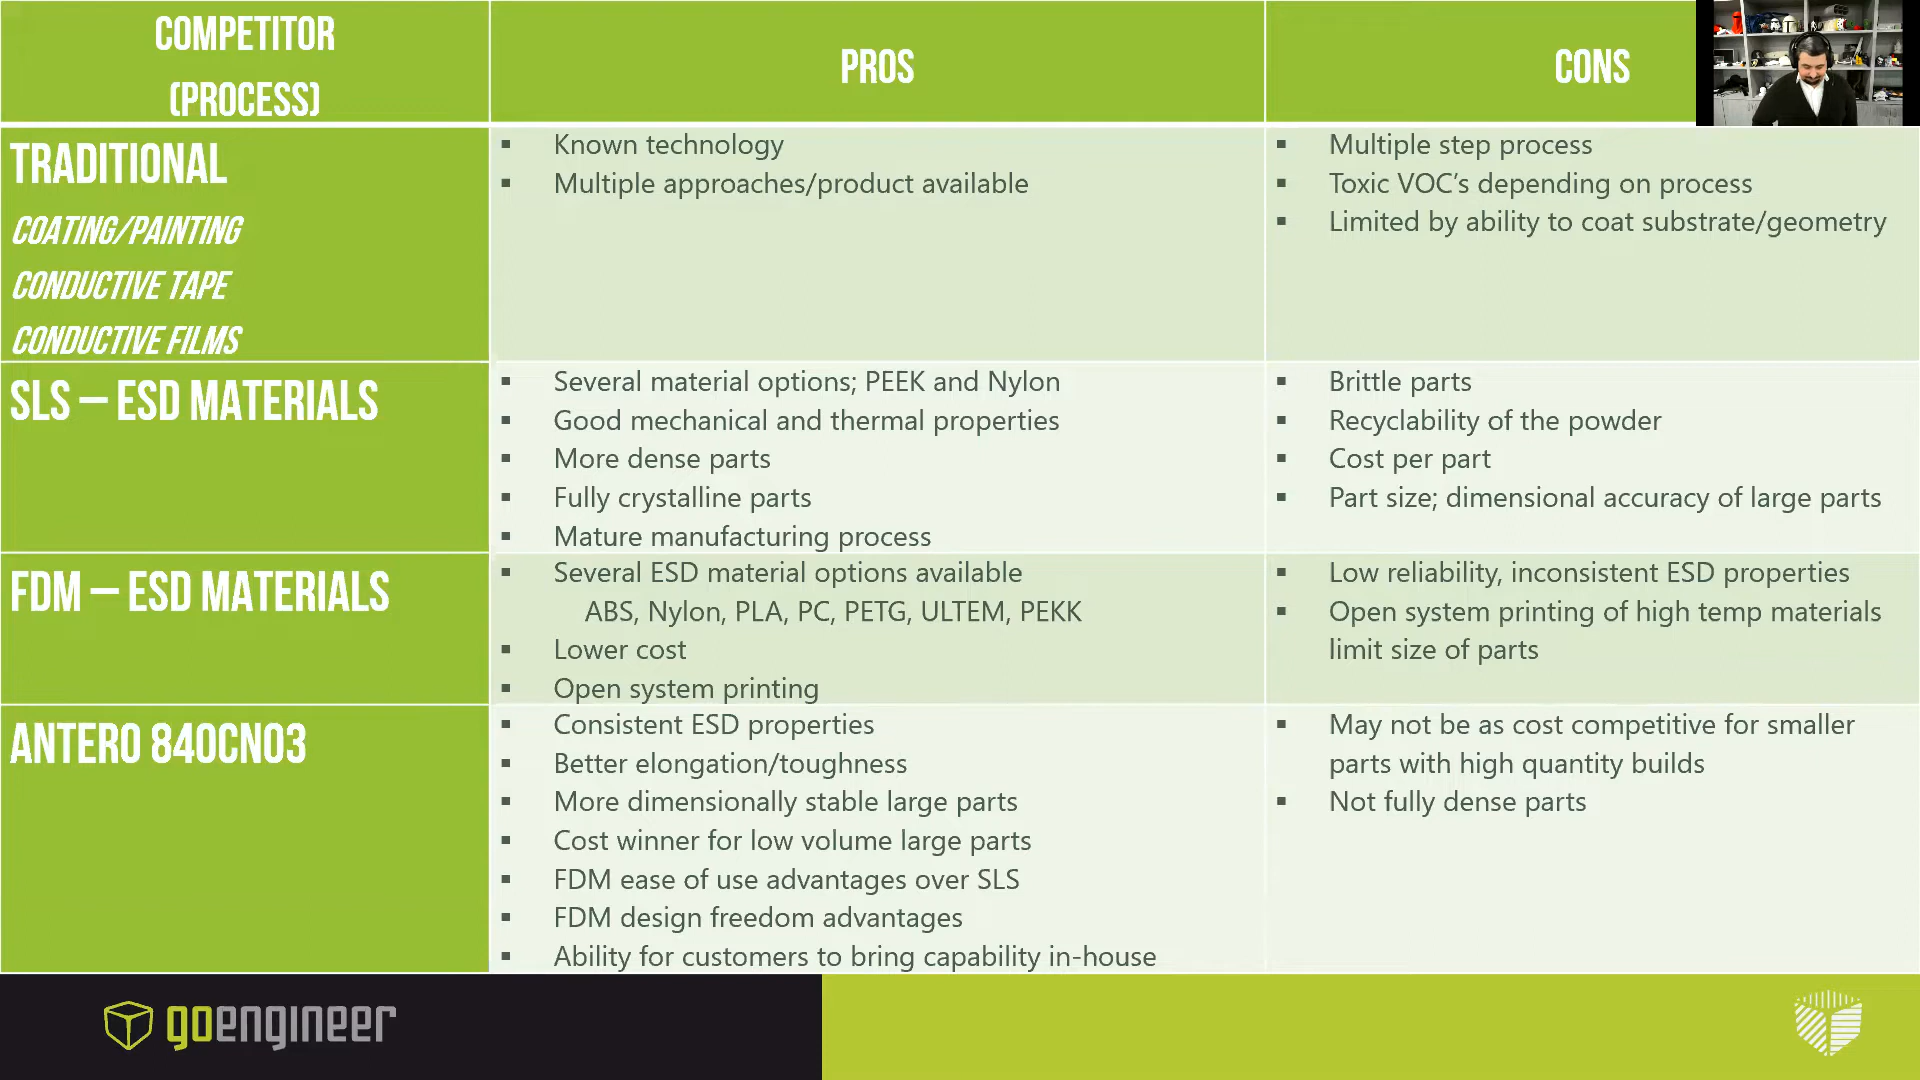 COMPETITOR
(PROCESS)
PROS
CONS
TRADITIONAL
COATING/PAINTING
CONDUCTIVE TAPE
CONDUCTIVE FILMS
▪ Known technology
▪ Multiple approaches/product available
▪ Multiple step process
▪ Toxic VOC’s depending on process
▪ Limited by ability to coat substrate/geometry
SLS – ESD MATERIALS
▪ Several material options; PEEK and Nylon
▪ Good mechanical and thermal properties
▪ More dense parts
▪ Fully crystalline parts
▪ Mature manufacturing process
▪ Brittle parts
▪ Recyclability of the powder
▪ Cost per part
▪ Part size; dimensional accuracy of large parts
FDM – ESD MATERIALS
▪ Several ESD material options available
ABS, Nylon, PLA, PC, PETG, ULTEM, PEKK
▪ Lower cost
▪ Open system printing
▪ Low reliability, inconsistent ESD properties
▪ Open system printing of high temp materials
limit size of parts
ANTERO 840CN03
▪ Consistent ESD properties
▪ Better elongation/toughness
▪ More dimensionally stable large parts
▪ Cost winner for low volume large parts
▪ FDM ease of use advantages over SLS
▪ FDM design freedom advantages
▪ Ability for customers to bring capability in-house
▪ May not be as cost competitive for smaller
parts with high quantity builds
▪ Not fully dense parts
goengineer